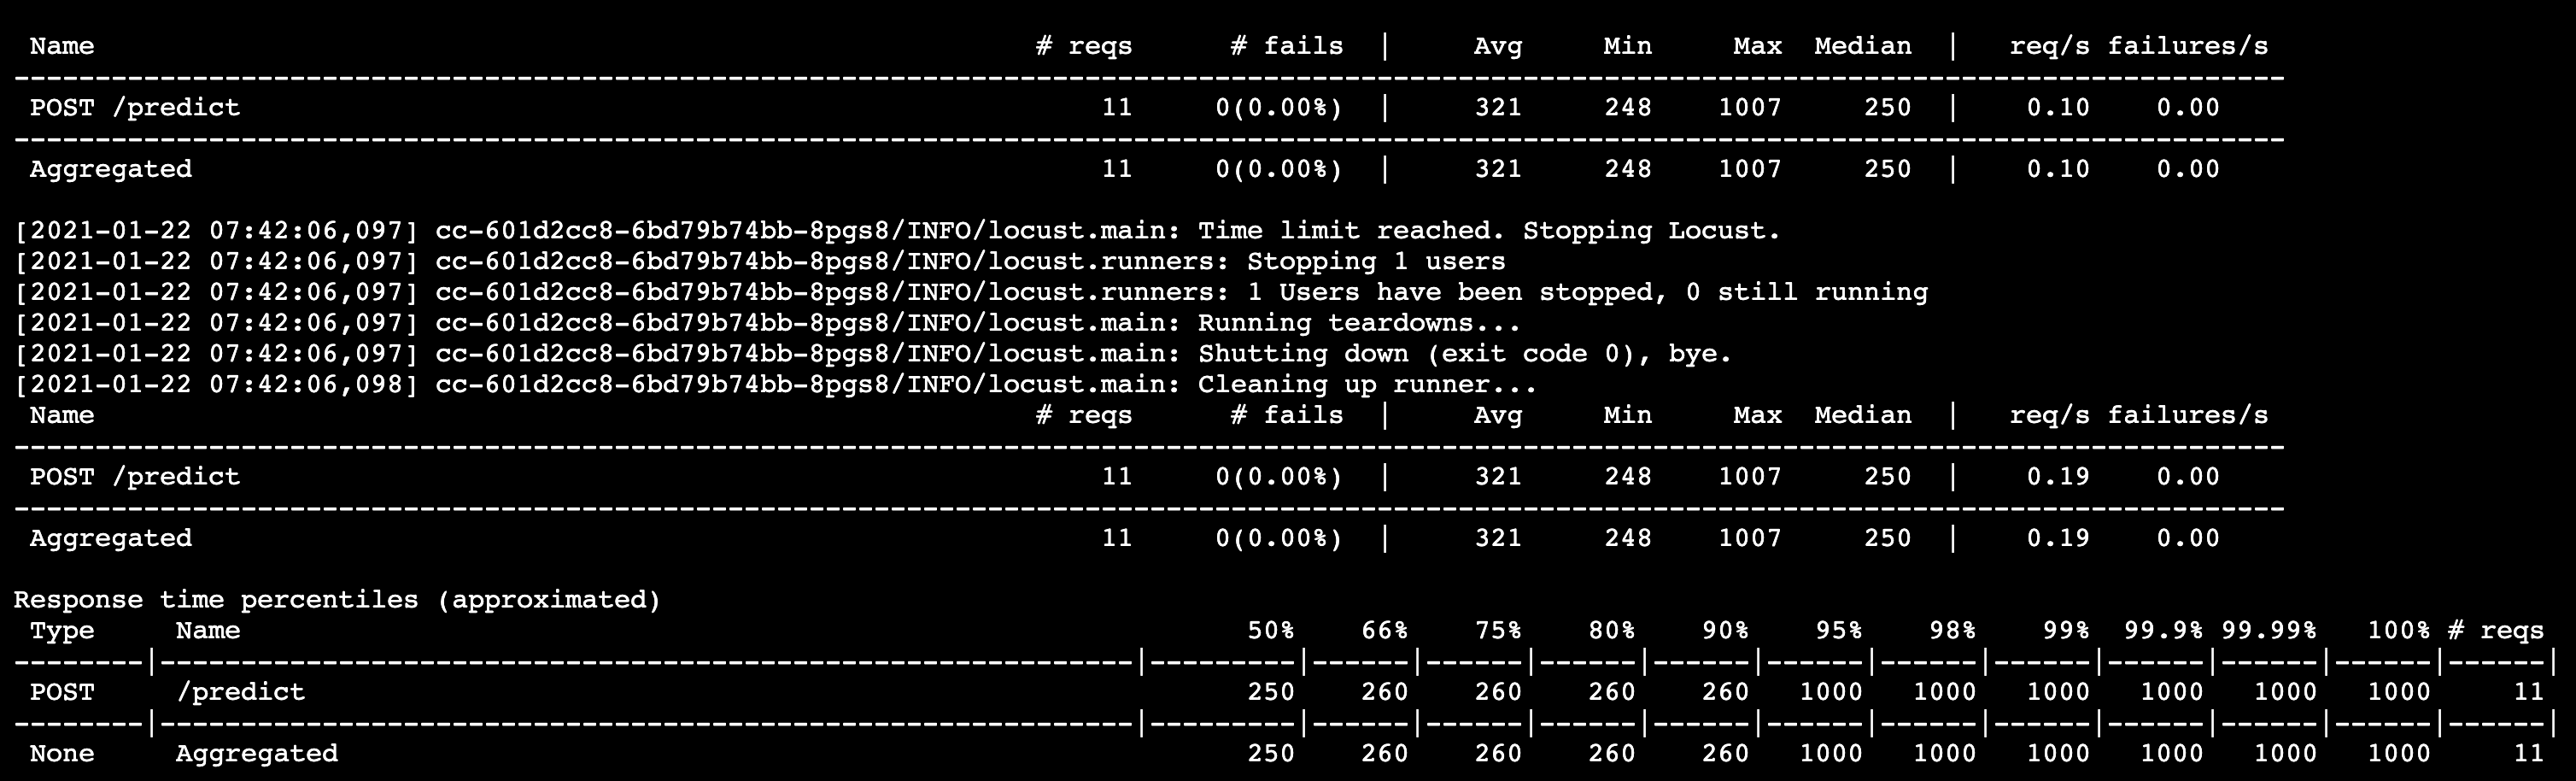 Name # reqs # fails | Avg Min Max Median | req/s failures/s
--------------------------------------------------------------------------------------------------------------------------------------------
POST /predict 11 0(0.00%) | 321 248 1007 250 | 0.10 0.00
--------------------------------------------------------------------------------------------------------------------------------------------
Aggregated 11 0(0.00%) | 321 248 1007 250 | 0.10 0.00
[2021-01-22 07:42:06,097] cc-601d2cc8-6bd79b74bb-8pgs8/INFO/locust.main: Time limit reached. Stopping Locust.
[2021-01-22 07:42:06,097] cc-601d2cc8-6bd79b74bb-8pgs8/INFO/locust.runners: Stopping 1 users
[2021-01-22 07:42:06,097] cc-601d2cc8-6bd79b74bb-8pgs8/INFO/locust.runners: 1 Users have been stopped, 0 still running
[2021-01-22 07:42:06,097] cc-601d2cc8-6bd79b74bb-8pgs8/INFO/locust.main: Running teardowns...
[2021-01-22 07:42:06,097] cc-601d2cc8-6bd79b74bb-8pgs8/INFO/locust.main: Shutting down (exit code 0), bye.
[2021-01-22 07:42:06,098] cc-601d2cc8-6bd79b74bb-8pgs8/INFO/locust.main: Cleaning up runner...
Name # reqs # fails | Avg Min Max Median | req/s failures/s
--------------------------------------------------------------------------------------------------------------------------------------------
POST /predict 11 0(0.00%) | 321 248 1007 250 | 0.19 0.00
--------------------------------------------------------------------------------------------------------------------------------------------
Aggregated 11 0(0.00%) | 321 248 1007 250 | 0.19 0.00
Response time percentiles (approximated)
Type Name 50% 66% 75% 80% 90% 95% 98% 99% 99.9% 99.99% 100% # reqs
--------|------------------------------------------------------------|---------|------|------|------|------|------|------|------|------|------|------|------|
POST /predict 250 260 260 260 260 1000 1000 1000 1000 1000 1000 11
--------|------------------------------------------------------------|---------|------|------|------|------|------|------|------|------|------|------|------|
None Aggregated 250 260 260 260 260 1000 1000 1000 1000 1000 1000 11